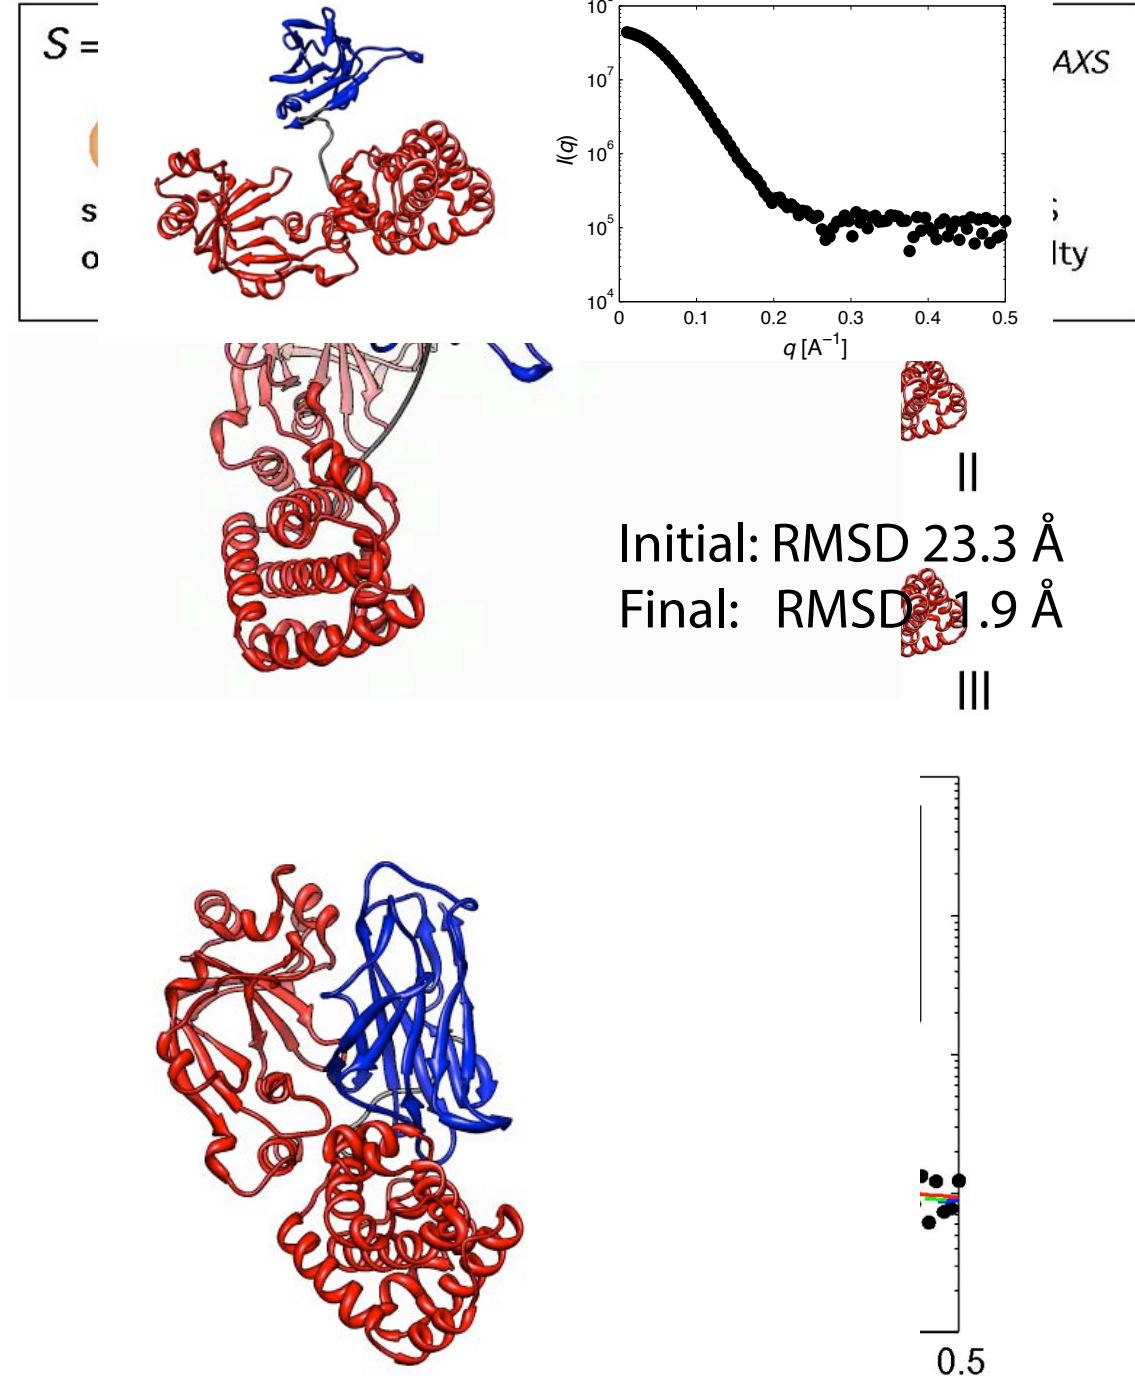 S =
AXS
s
o
lty
I(q)
10^7
10^6
10^5
10^4
0 0.1 0.2 0.3 0.4 0.5
q [A⁻¹]
II
Initial: RMSD 23.3 Å
Final: RMSD 1.9 Å
III
0.5